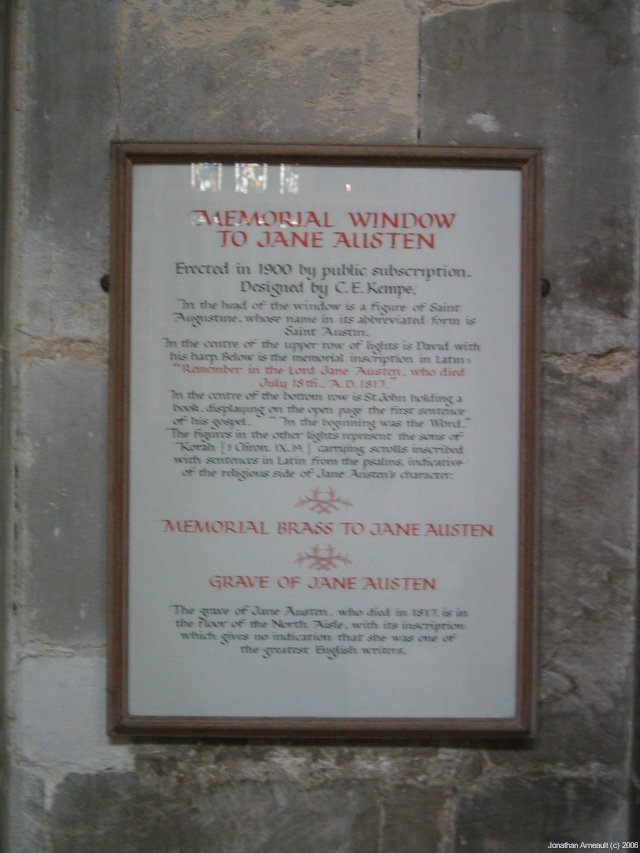 MEMORIAL WINDOW
TO JANE AUSTEN
Erected in 1900 by public subscription.
Designed by C. E. Kempe.
In the head of the window is a figure of Saint
Augustine, whose name in its abbreviated form is
Saint Austin.
In the centre of the upper row of lights is David with
his harp. Below is the memorial inscription in Latin:
"Remember in the Lord Jane Austen, who died
July 18th., A.D. 1817."
In the centre of the bottom row is St. John holding a
book, displaying on the open page the first sentence
of his gospel. "In the beginning was the Word."
The figures in the other lights represent the sons of
Korah [1 Chron. IX. 19.] carrying scrolls inscribed
with sentences in Latin from the psalms, indicative
of the religious side of Jane Austen's character.
MEMORIAL BRASS TO JANE AUSTEN
GRAVE OF JANE AUSTEN
The grave of Jane Austen, who died in 1817, is in
the floor of the North Aisle, with its inscription
which gives no indication that she was one of
the greatest English writers.
Jonathan Arneault (c) 2006